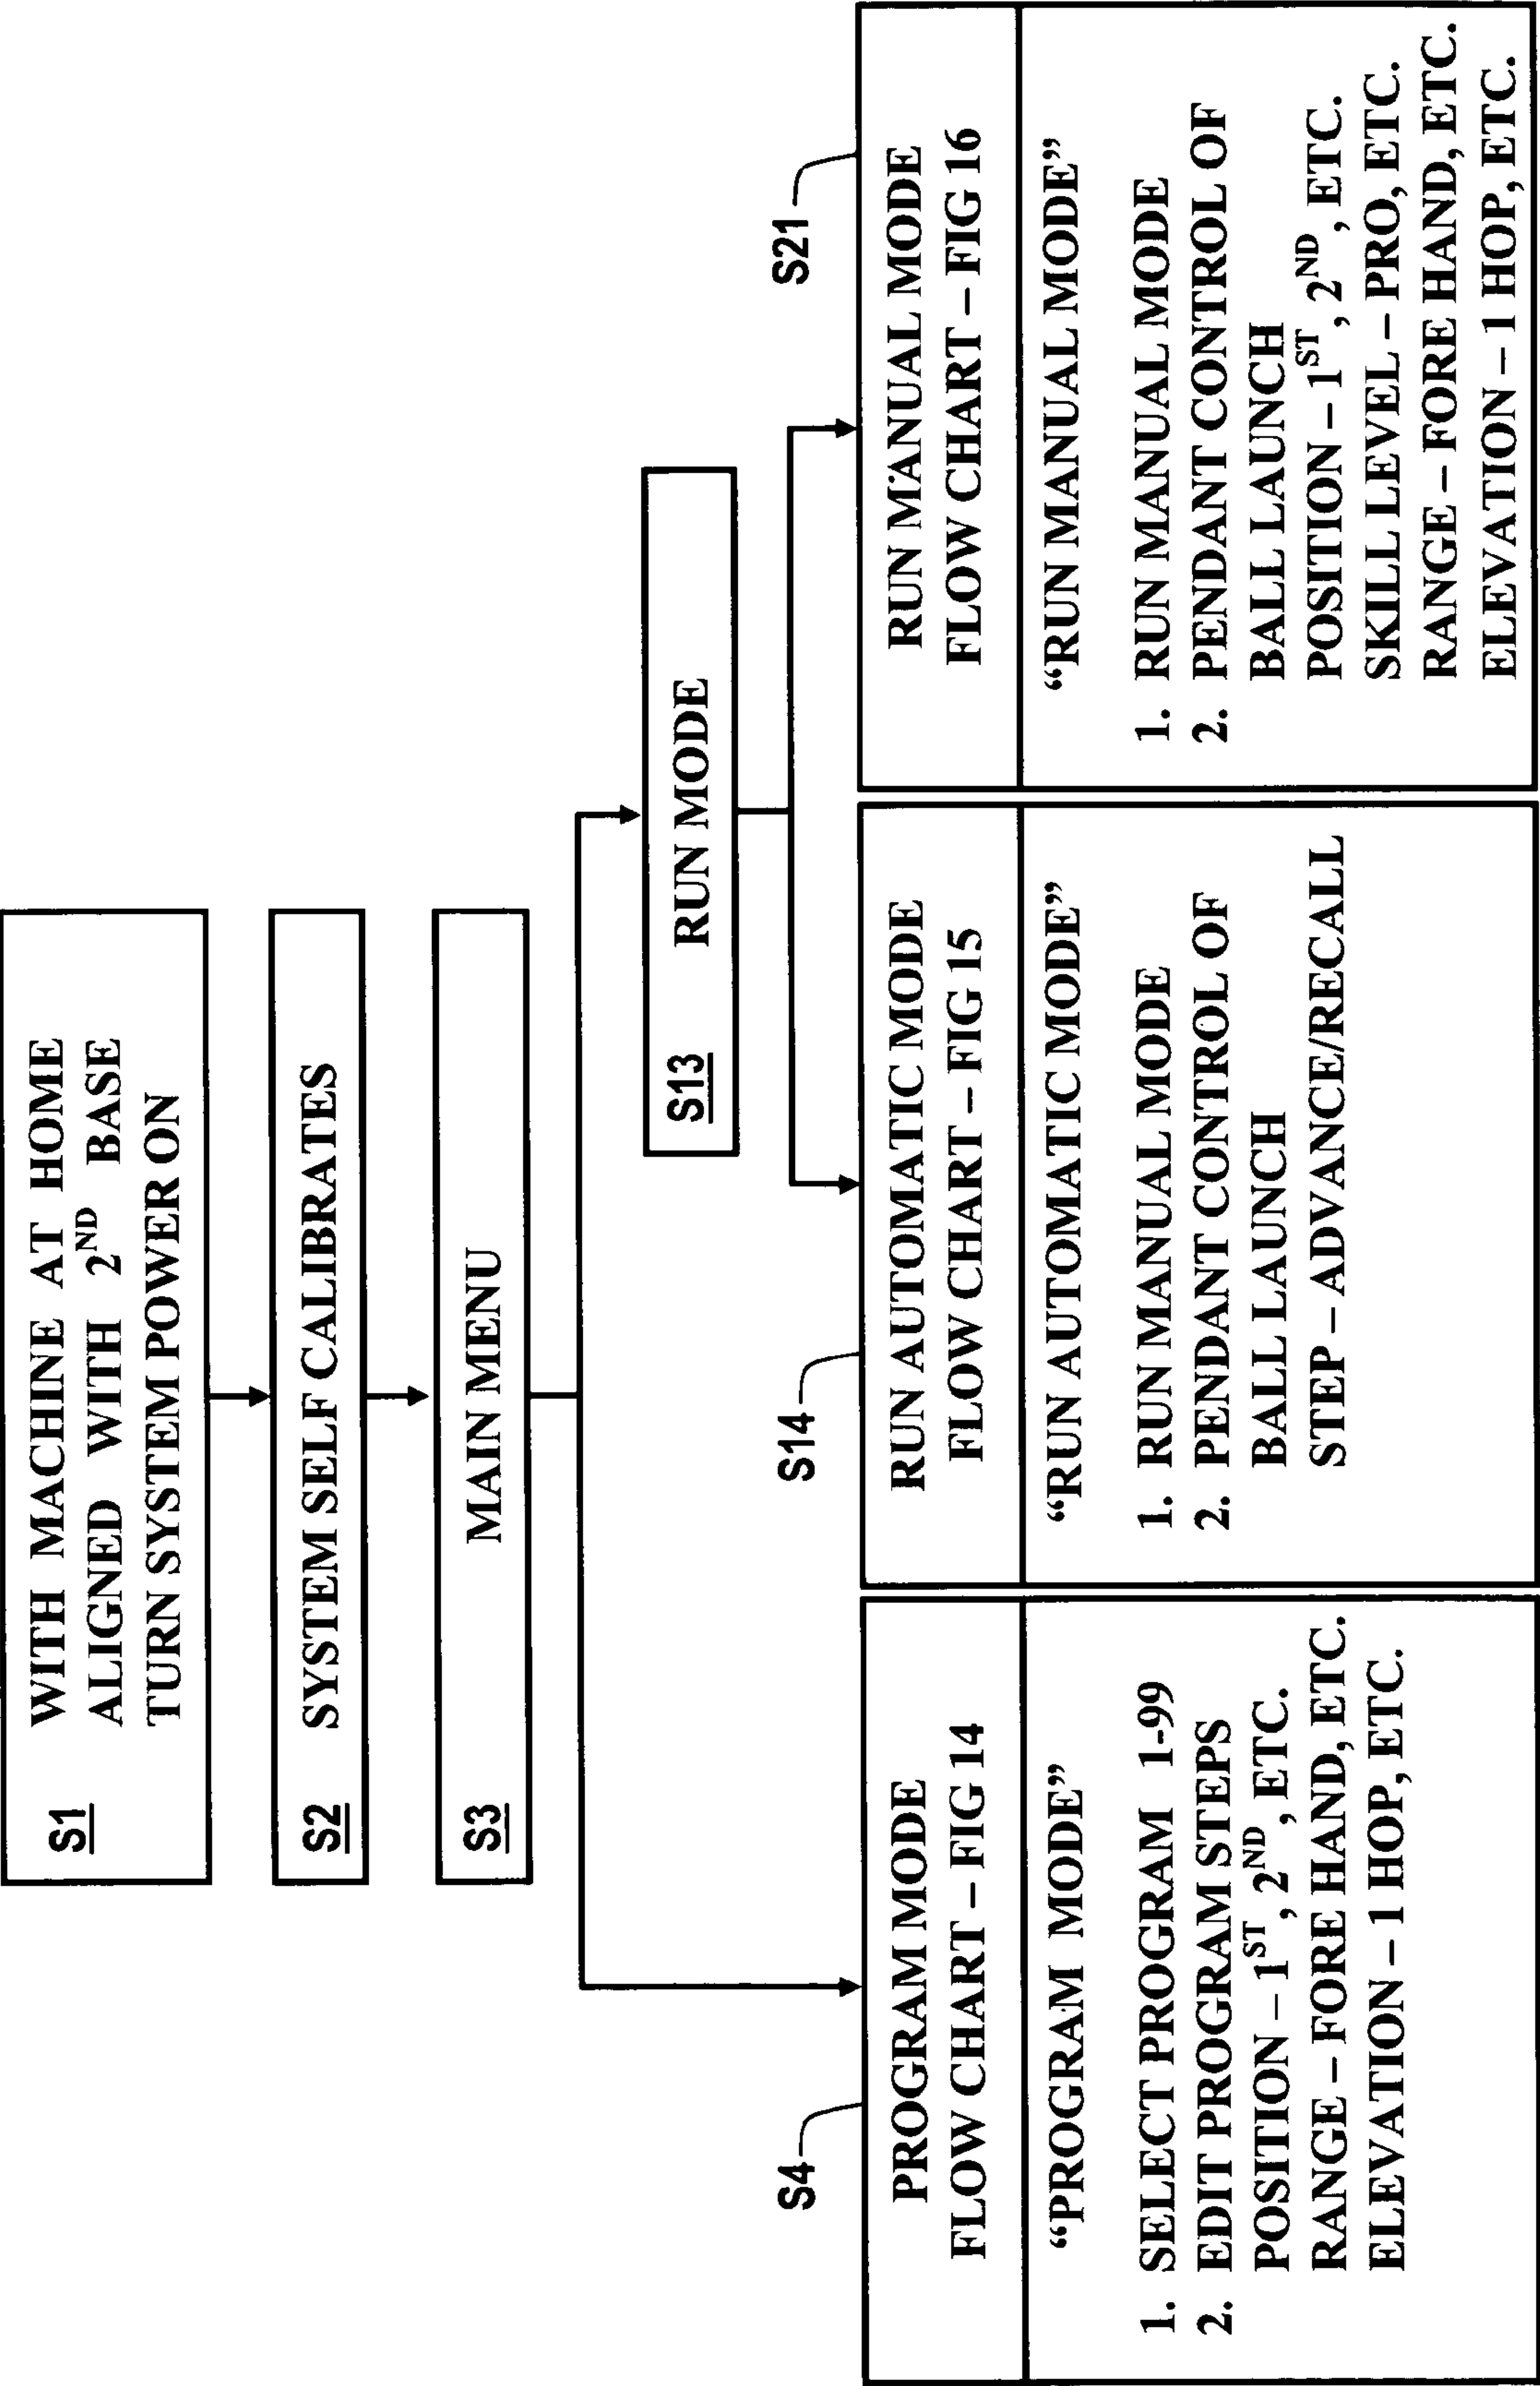 S1 WITH MACHINE AT HOME
ALIGNED WITH 2ND BASE
TURN SYSTEM POWER ON
S2 SYSTEM SELF CALIBRATES
S3 MAIN MENU
S13 RUN MODE
S4
PROGRAM MODE
FLOW CHART – FIG 14
“PROGRAM MODE”
1. SELECT PROGRAM 1-99
2. EDIT PROGRAM STEPS
POSITION – 1ST, 2ND, ETC.
RANGE – FORE HAND, ETC.
ELEVATION – 1 HOP, ETC.
S14
RUN AUTOMATIC MODE
FLOW CHART – FIG 15
“RUN AUTOMATIC MODE”
1. RUN MANUAL MODE
2. PENDANT CONTROL OF
BALL LAUNCH
STEP – ADVANCE/RECALL
S21
RUN MANUAL MODE
FLOW CHART – FIG 16
“RUN MANUAL MODE”
1. RUN MANUAL MODE
2. PENDANT CONTROL OF
BALL LAUNCH
POSITION – 1ST, 2ND, ETC.
SKILL LEVEL – PRO, ETC.
RANGE – FORE HAND, ETC.
ELEVATION – 1 HOP, ETC.